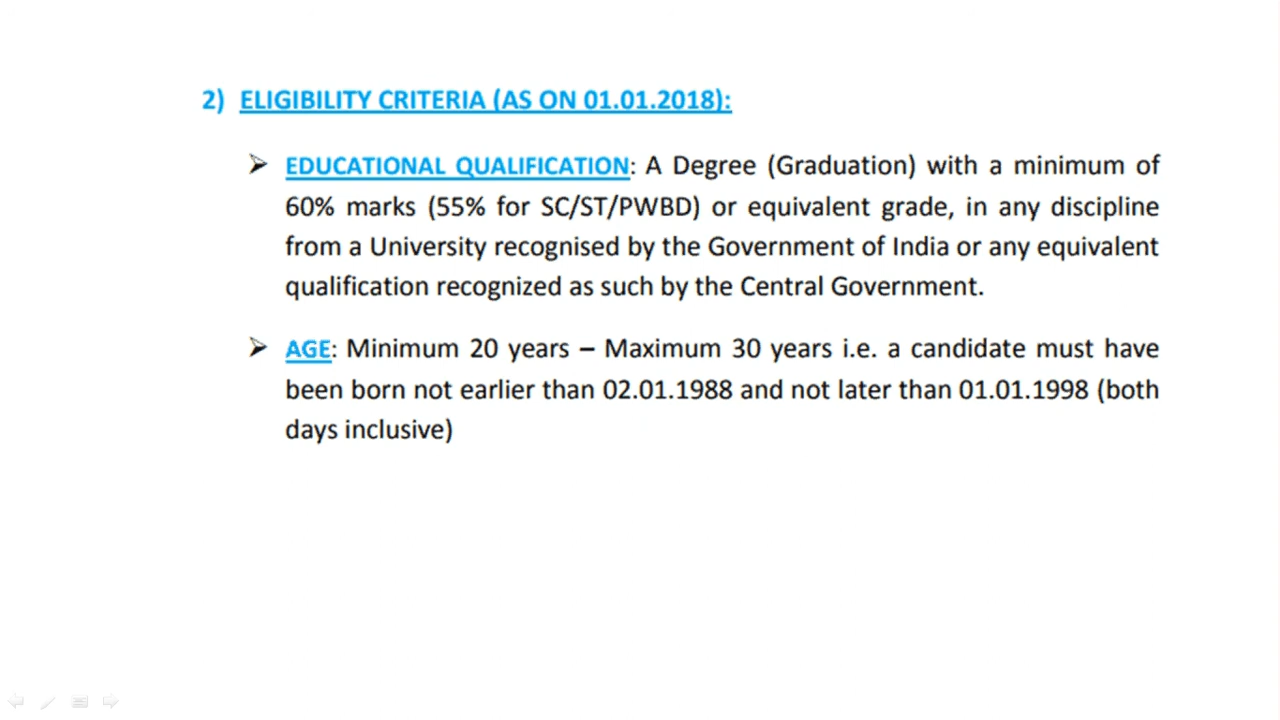 2) ELIGIBILITY CRITERIA (AS ON 01.01.2018):
➢ EDUCATIONAL QUALIFICATION: A Degree (Graduation) with a minimum of
60% marks (55% for SC/ST/PWBD) or equivalent grade, in any discipline
from a University recognised by the Government of India or any equivalent
qualification recognized as such by the Central Government.
➢ AGE: Minimum 20 years – Maximum 30 years i.e. a candidate must have
been born not earlier than 02.01.1988 and not later than 01.01.1998 (both
days inclusive)